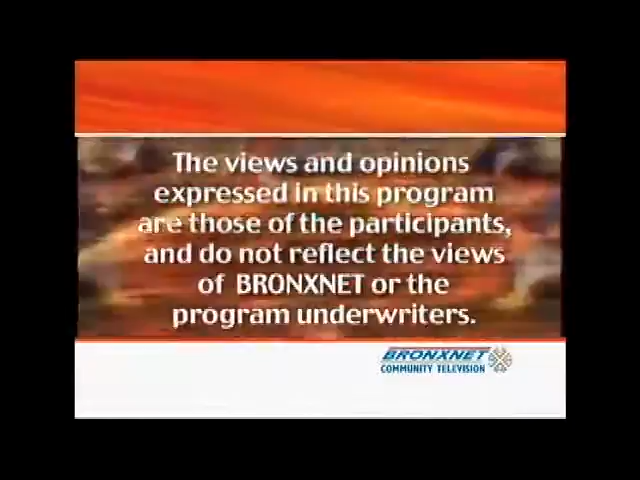 The views and opinions
expressed in this program
are those of the participants,
and do not reflect the views
of BRONXNET or the
program underwriters.
BRONXNET
COMMUNITY TELEVISION